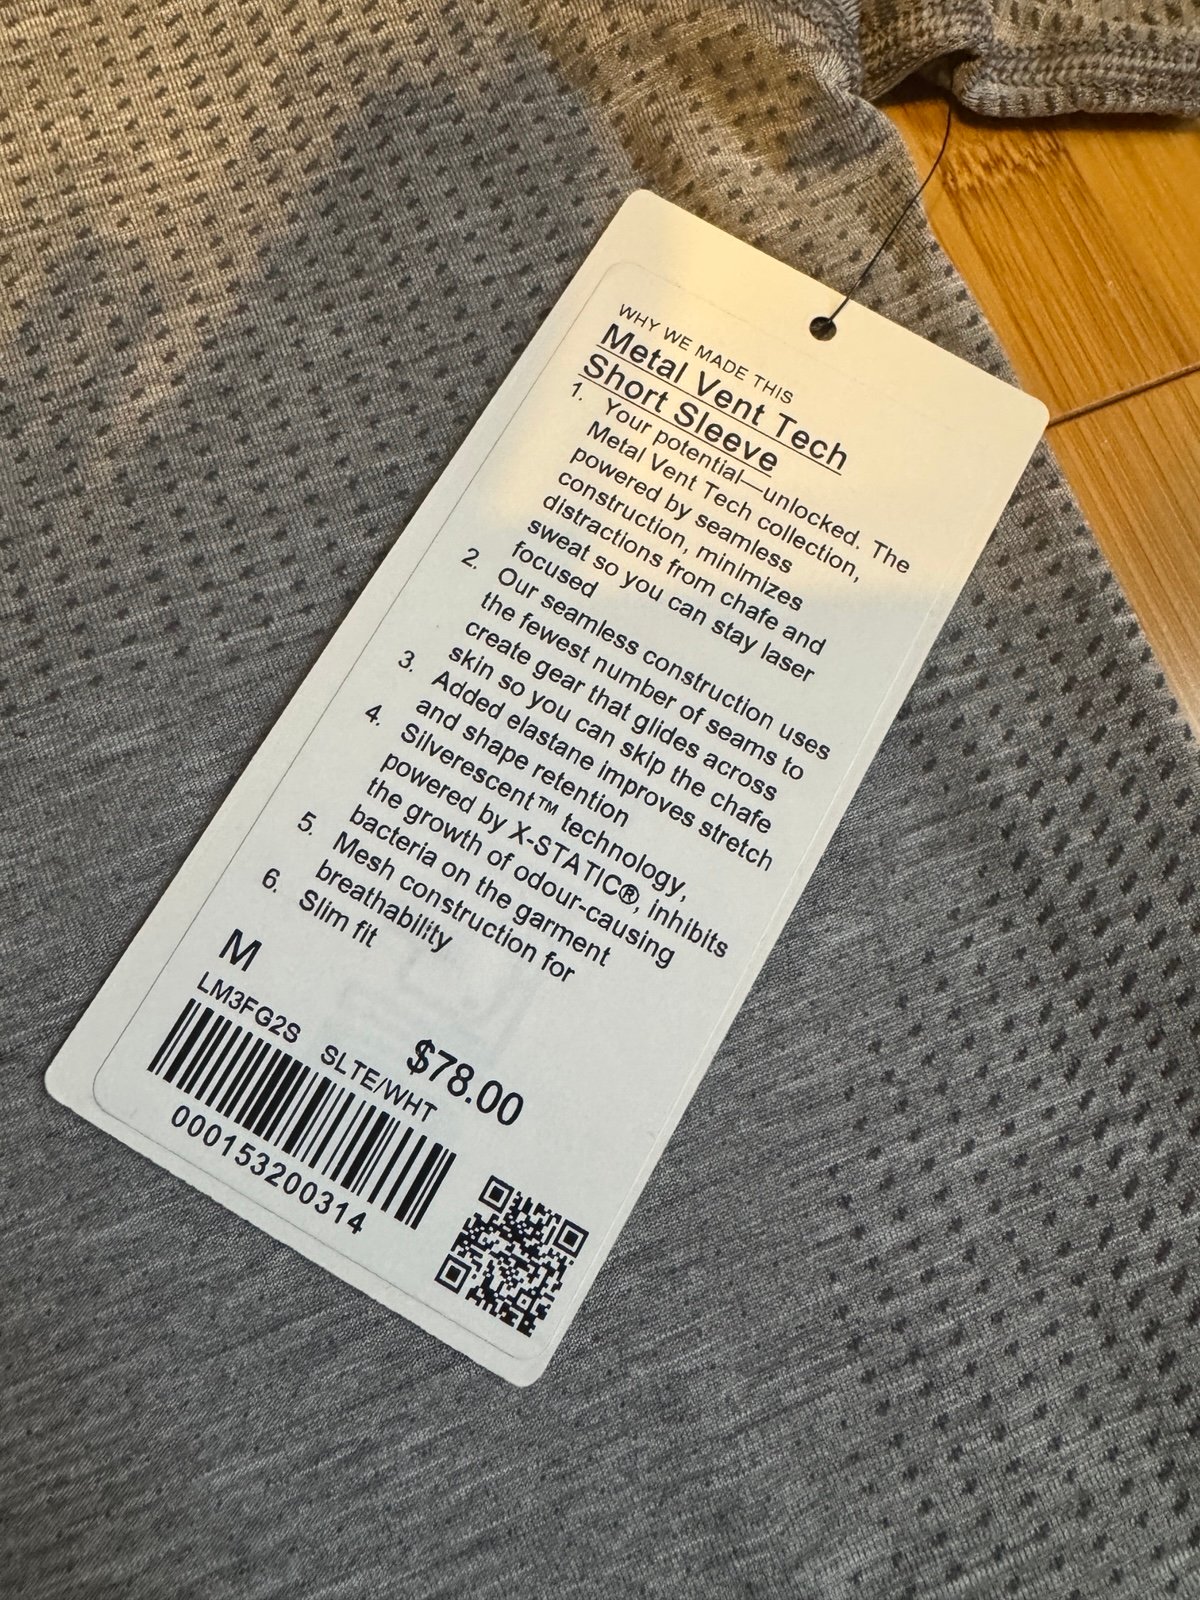 WHY WE MADE THIS
Metal Vent Tech
Short Sleeve
1. Your potential—unlocked. The
Metal Vent Tech collection,
powered by seamless
construction, minimizes
distractions from chafe and
sweat so you can stay laser
focused
2. Our seamless construction uses
the fewest number of seams to
create gear that glides across
skin so you can skip the chafe
3. Added elastane improves stretch
and shape retention
4. Silverescent™ technology,
powered by X-STATIC®, inhibits
the growth of odour-causing
bacteria on the garment
5. Mesh construction for
breathability
6. Slim fit
M
$78.00
LM3FG2S SLTE/WHT
000153200314